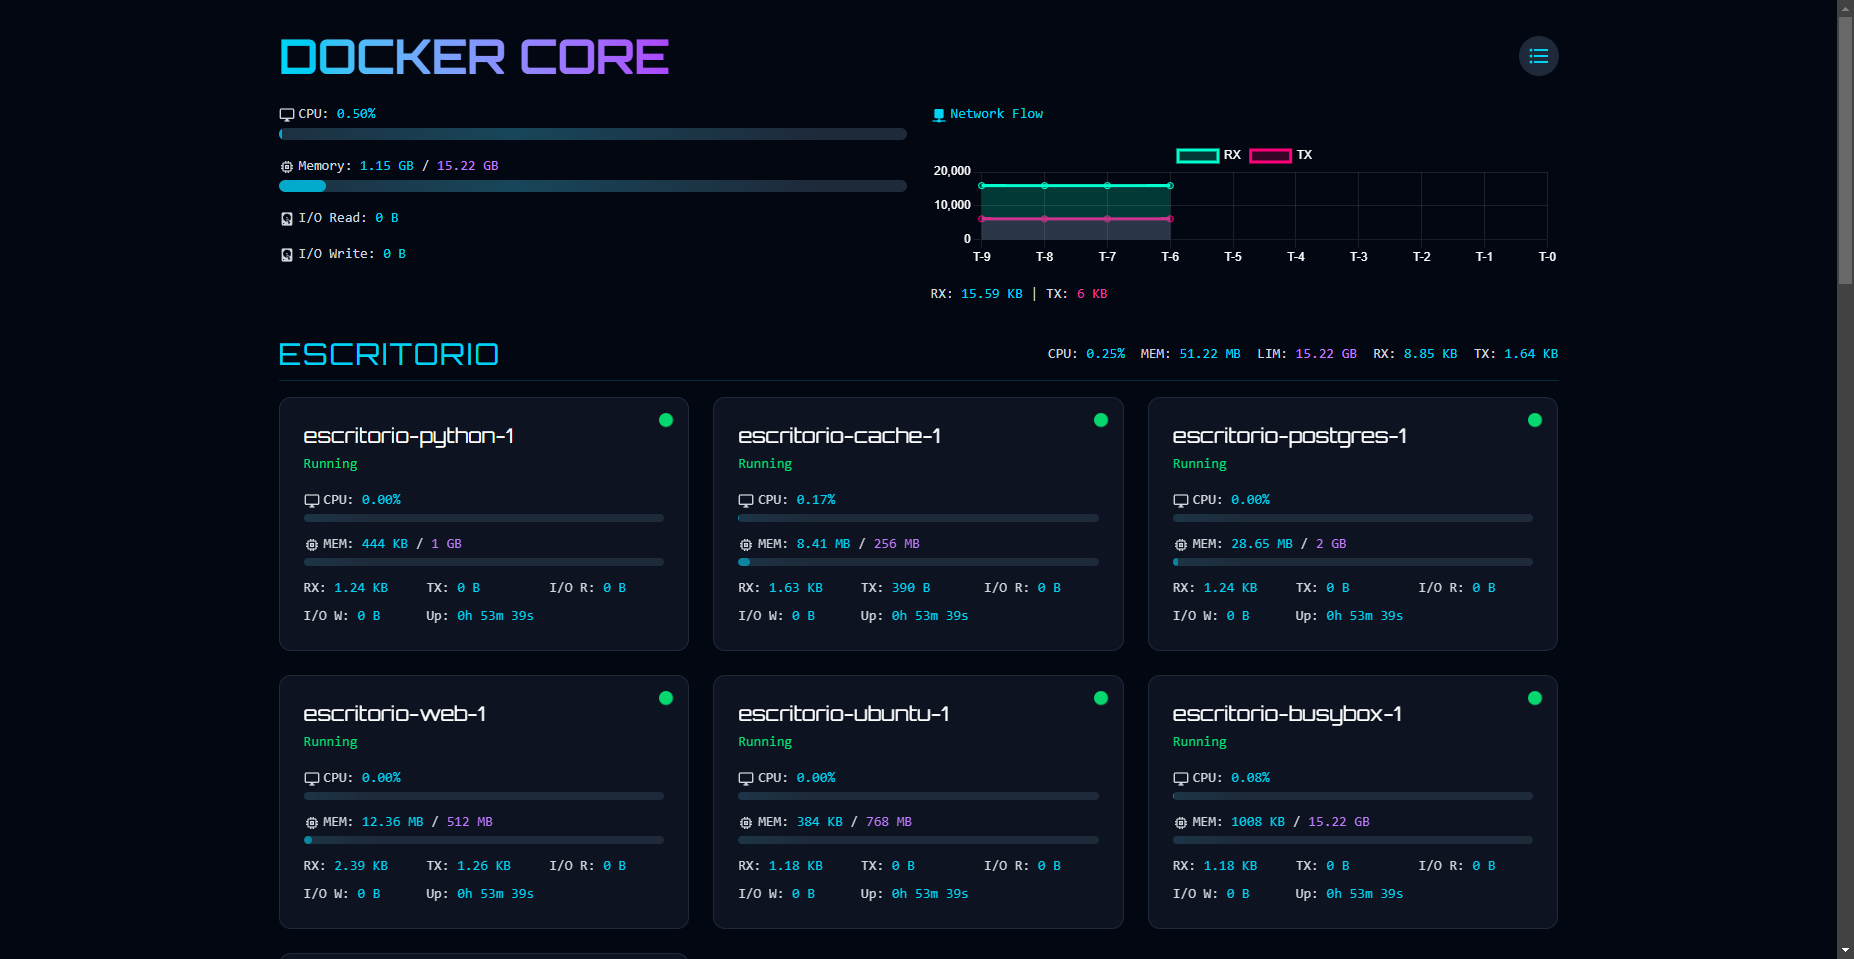 DOCKER CORE
CPU: 0.50%
Memory: 1.15 GB / 15.22 GB
I/O Read: 0 B
I/O Write: 0 B
Network Flow
RX TX
20,000
10,000
0
T-9 T-8 T-7 T-6 T-5 T-4 T-3 T-2 T-1 T-0
RX: 15.59 KB | TX: 6 KB
ESCRITORIO
CPU: 0.25% MEM: 51.22 MB LIM: 15.22 GB RX: 8.85 KB TX: 1.64 KB
escritorio-python-1
Running
CPU: 0.00%
MEM: 444 KB / 1 GB
RX: 1.24 KB TX: 0 B I/O R: 0 B
I/O W: 0 B Up: 0h 53m 39s
escritorio-cache-1
Running
CPU: 0.17%
MEM: 8.41 MB / 256 MB
RX: 1.63 KB TX: 390 B I/O R: 0 B
I/O W: 0 B Up: 0h 53m 39s
escritorio-postgres-1
Running
CPU: 0.00%
MEM: 28.65 MB / 2 GB
RX: 1.24 KB TX: 0 B I/O R: 0 B
I/O W: 0 B Up: 0h 53m 39s
escritorio-web-1
Running
CPU: 0.00%
MEM: 12.36 MB / 512 MB
RX: 2.39 KB TX: 1.26 KB I/O R: 0 B
I/O W: 0 B Up: 0h 53m 39s
escritorio-ubuntu-1
Running
CPU: 0.00%
MEM: 384 KB / 768 MB
RX: 1.18 KB TX: 0 B I/O R: 0 B
I/O W: 0 B Up: 0h 53m 39s
escritorio-busybox-1
Running
CPU: 0.08%
MEM: 1008 KB / 15.22 GB
RX: 1.18 KB TX: 0 B I/O R: 0 B
I/O W: 0 B Up: 0h 53m 39s